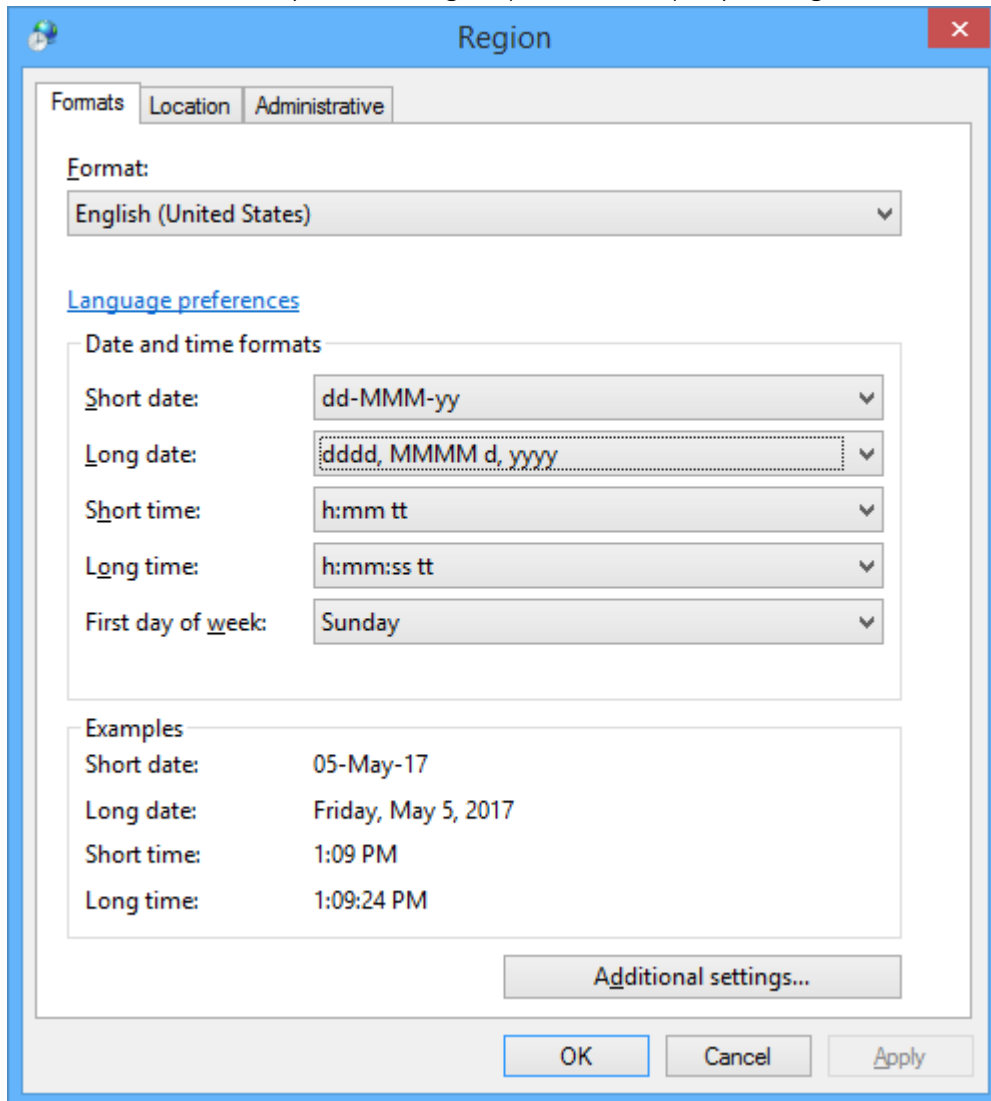 Region
Formats Location Administrative
Format:
English (United States)
Language preferences
Date and time formats
Short date: dd-MMM-yy
Long date: dddd, MMMM d, yyyy
Short time: h:mm tt
Long time: h:mm:ss tt
First day of week: Sunday
Examples
Short date: 05-May-17
Long date: Friday, May 5, 2017
Short time: 1:09 PM
Long time: 1:09:24 PM
Additional settings...
OK Cancel Apply